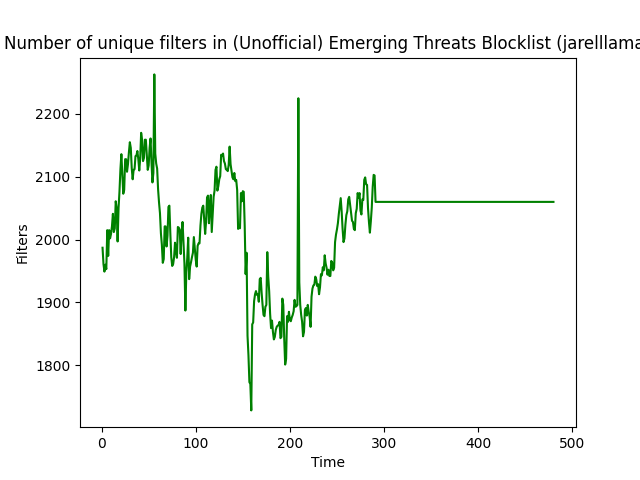 Number of unique filters in (Unofficial) Emerging Threats Blocklist (jarelllama
2200
2100
2000
1900
1800
Filters
0 100 200 300 400 500
Time